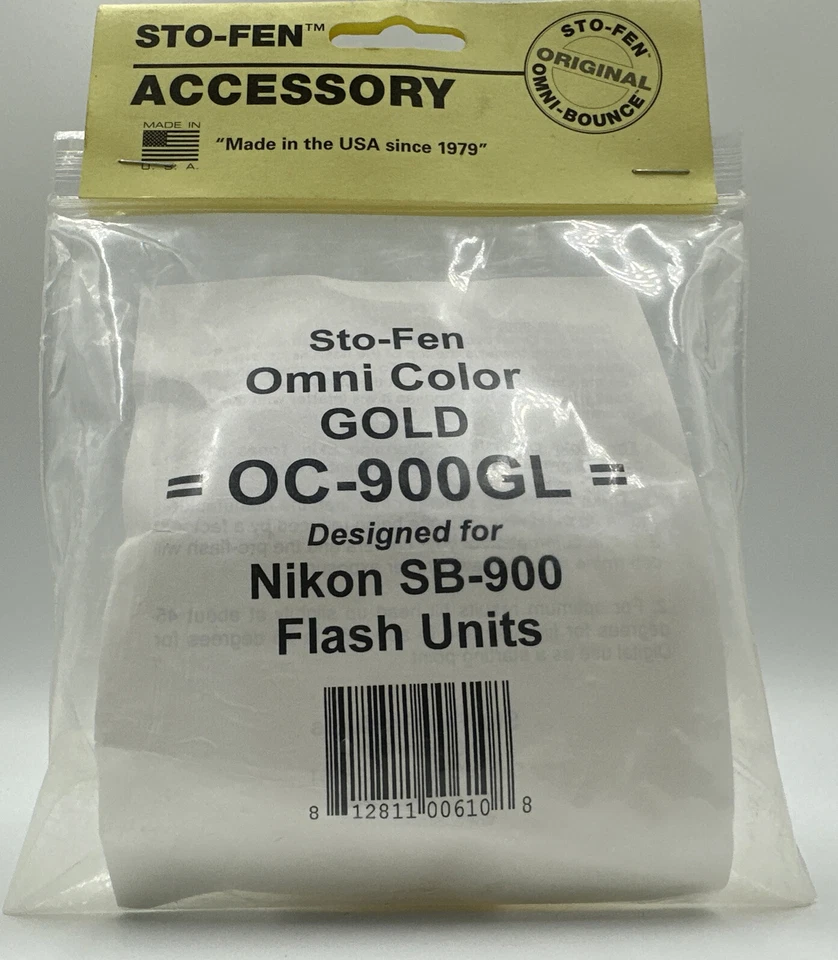 STO-FEN™
ACCESSORY
MADE IN
U. S. A.
"Made in the USA since 1979"
STO-FEN™
ORIGINAL
OMNI-BOUNCE
Sto-Fen
Omni Color
GOLD
= OC-900GL =
Designed for
Nikon SB-900
Flash Units
8 12811 00610 8